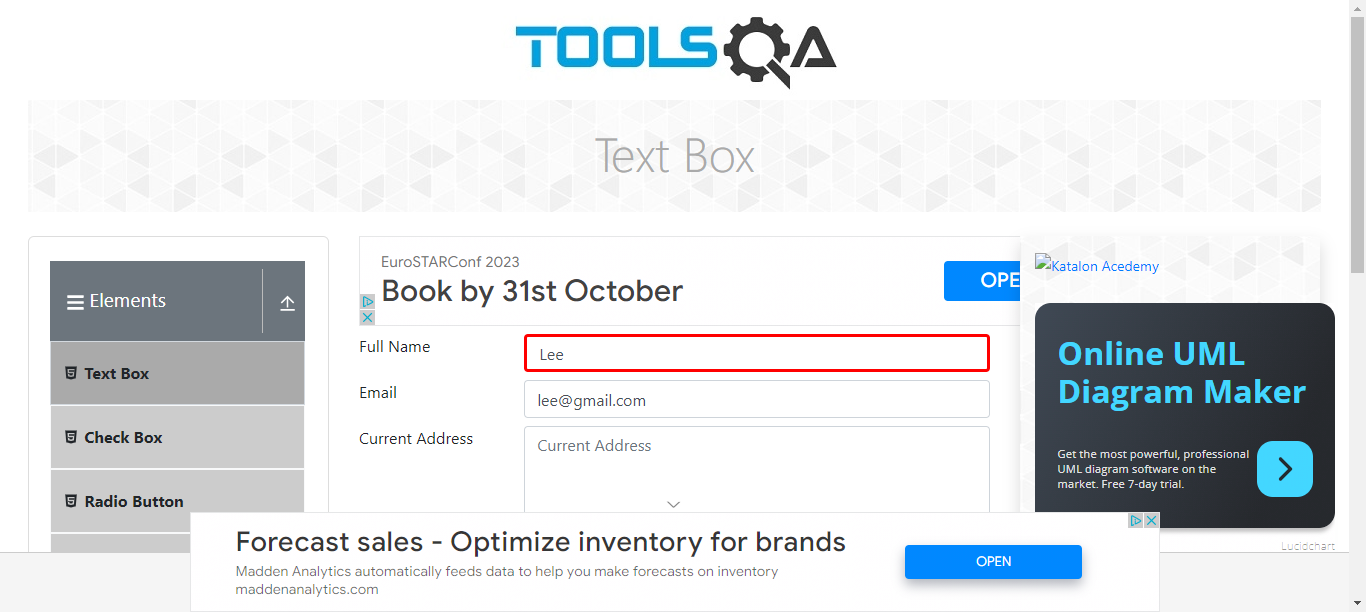 TOOLSQA
Text Box
Elements
Text Box
Check Box
Radio Button
EuroSTARConf 2023
Book by 31st October
OPE
Full Name
Lee
Email
lee@gmail.com
Current Address
Current Address
Katalon Acedemy
Online UML
Diagram Maker
Get the most powerful, professional
UML diagram software on the
market. Free 7-day trial.
Lucidchart
Forecast sales - Optimize inventory for brands
Madden Analytics automatically feeds data to help you make forecasts on inventory
maddenanalytics.com
OPEN